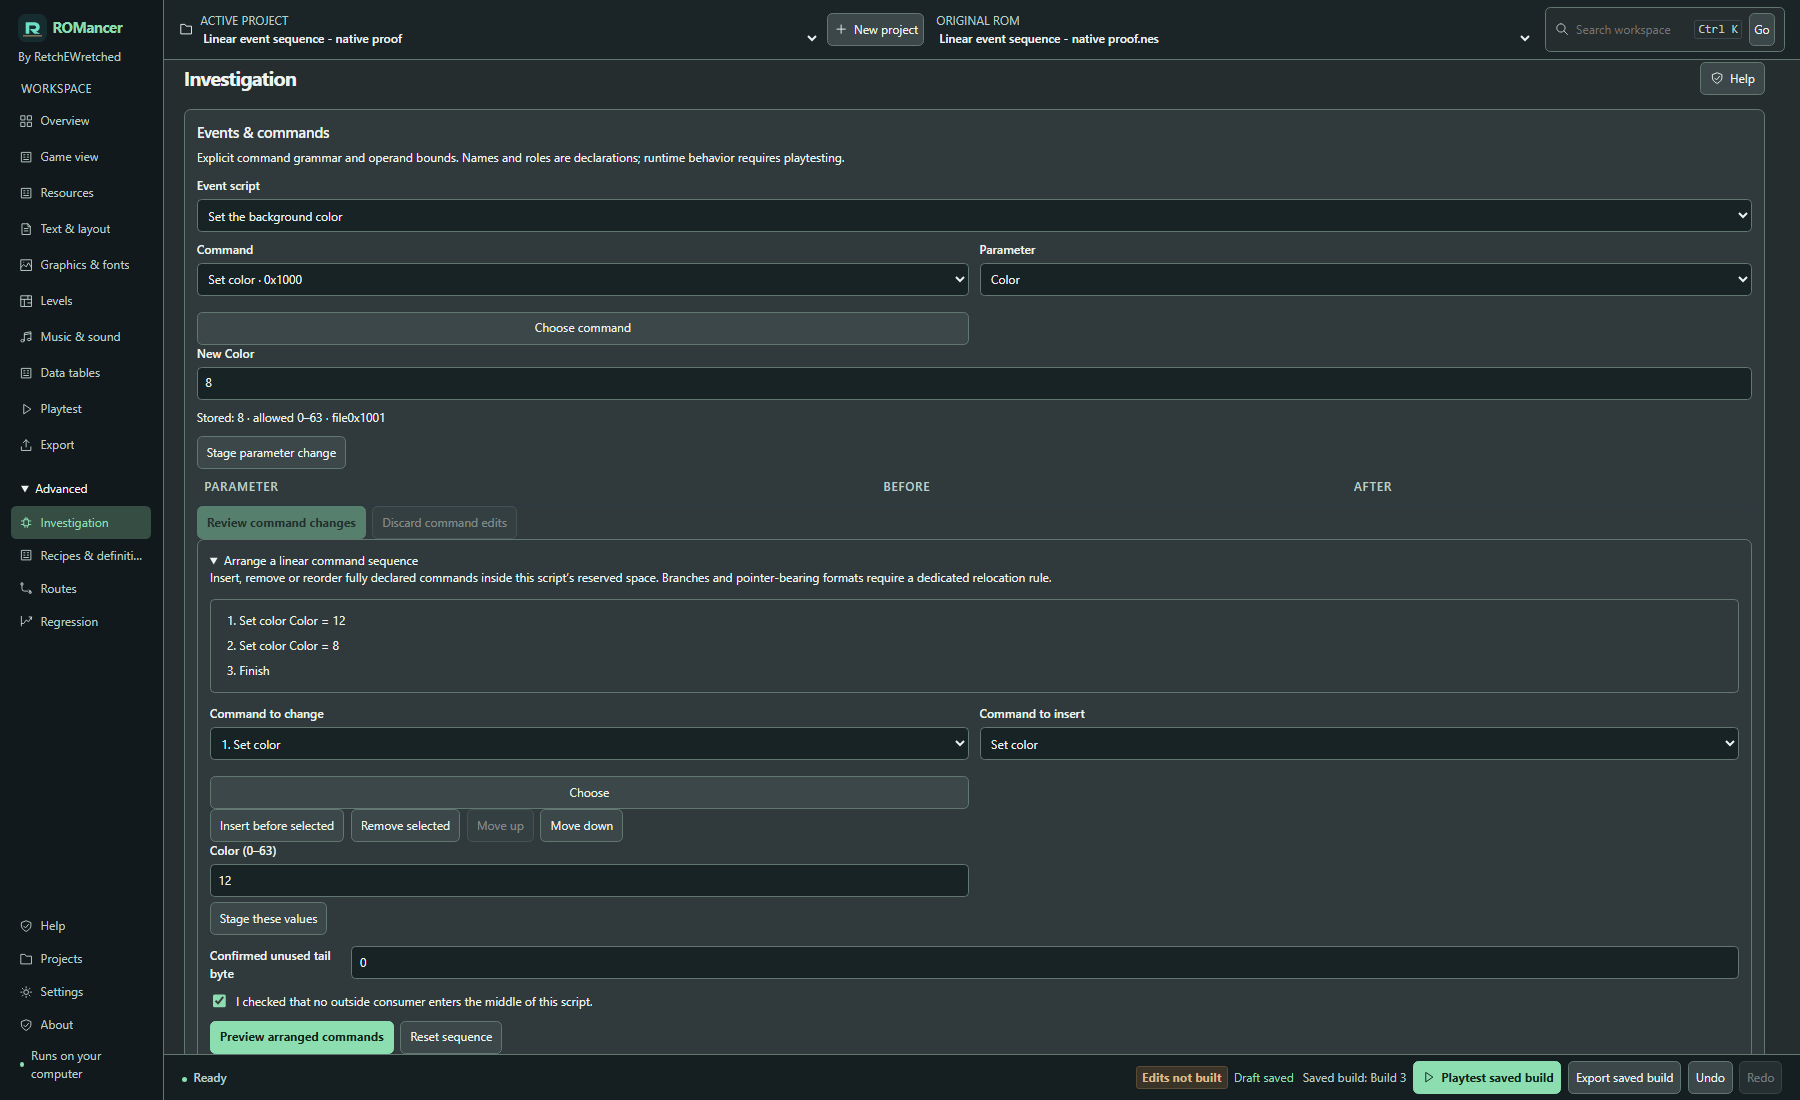 ROMancer
By RetchEWretched
WORKSPACE
Overview
Game view
Resources
Text & layout
Graphics & fonts
Levels
Music & sound
Data tables
Playtest
Export
Advanced
Investigation
Recipes & definiti...
Routes
Regression
Help
Projects
Settings
About
Runs on your
computer
ACTIVE PROJECT
Linear event sequence - native proof
New project
ORIGINAL ROM
Linear event sequence - native proof.nes
Search workspace
Ctrl K
Go
Investigation
Help
Events & commands
Explicit command grammar and operand bounds. Names and roles are declarations; runtime behavior requires playtesting.
Event script
Set the background color
Command
Parameter
Set color · 0x1000
Color
Choose command
New Color
8
Stored: 8 · allowed 0–63 · file0x1001
Stage parameter change
PARAMETER
BEFORE
AFTER
Review command changes
Discard command edits
Arrange a linear command sequence
Insert, remove or reorder fully declared commands inside this script's reserved space. Branches and pointer-bearing formats require a dedicated relocation rule.
1. Set color Color = 12
2. Set color Color = 8
3. Finish
Command to change
Command to insert
1. Set color
Set color
Choose
Insert before selected
Remove selected
Move up
Move down
Color (0–63)
12
Stage these values
Confirmed unused tail
byte
0
I checked that no outside consumer enters the middle of this script.
Preview arranged commands
Reset sequence
Ready
Edits not built
Draft saved
Saved build: Build 3
Playtest saved build
Export saved build
Undo
Redo